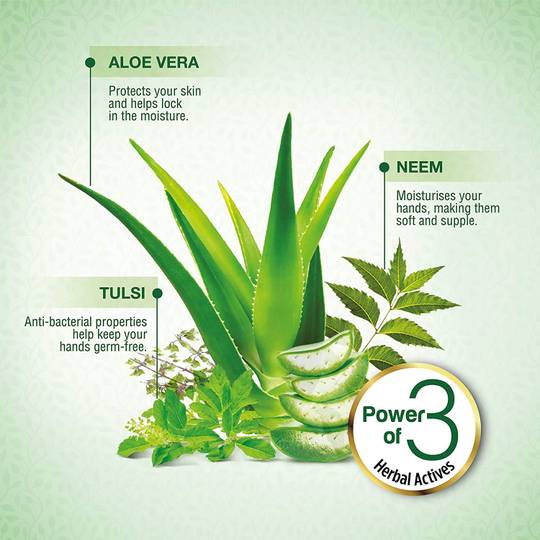 ALOE VERA
Protects your skin
and helps lock
in the moisture.
NEEM
Moisturises your
hands, making them
soft and supple.
TULSI
Anti-bacterial properties
help keep your
hands germ-free.
Power
of 3
Herbal Actives